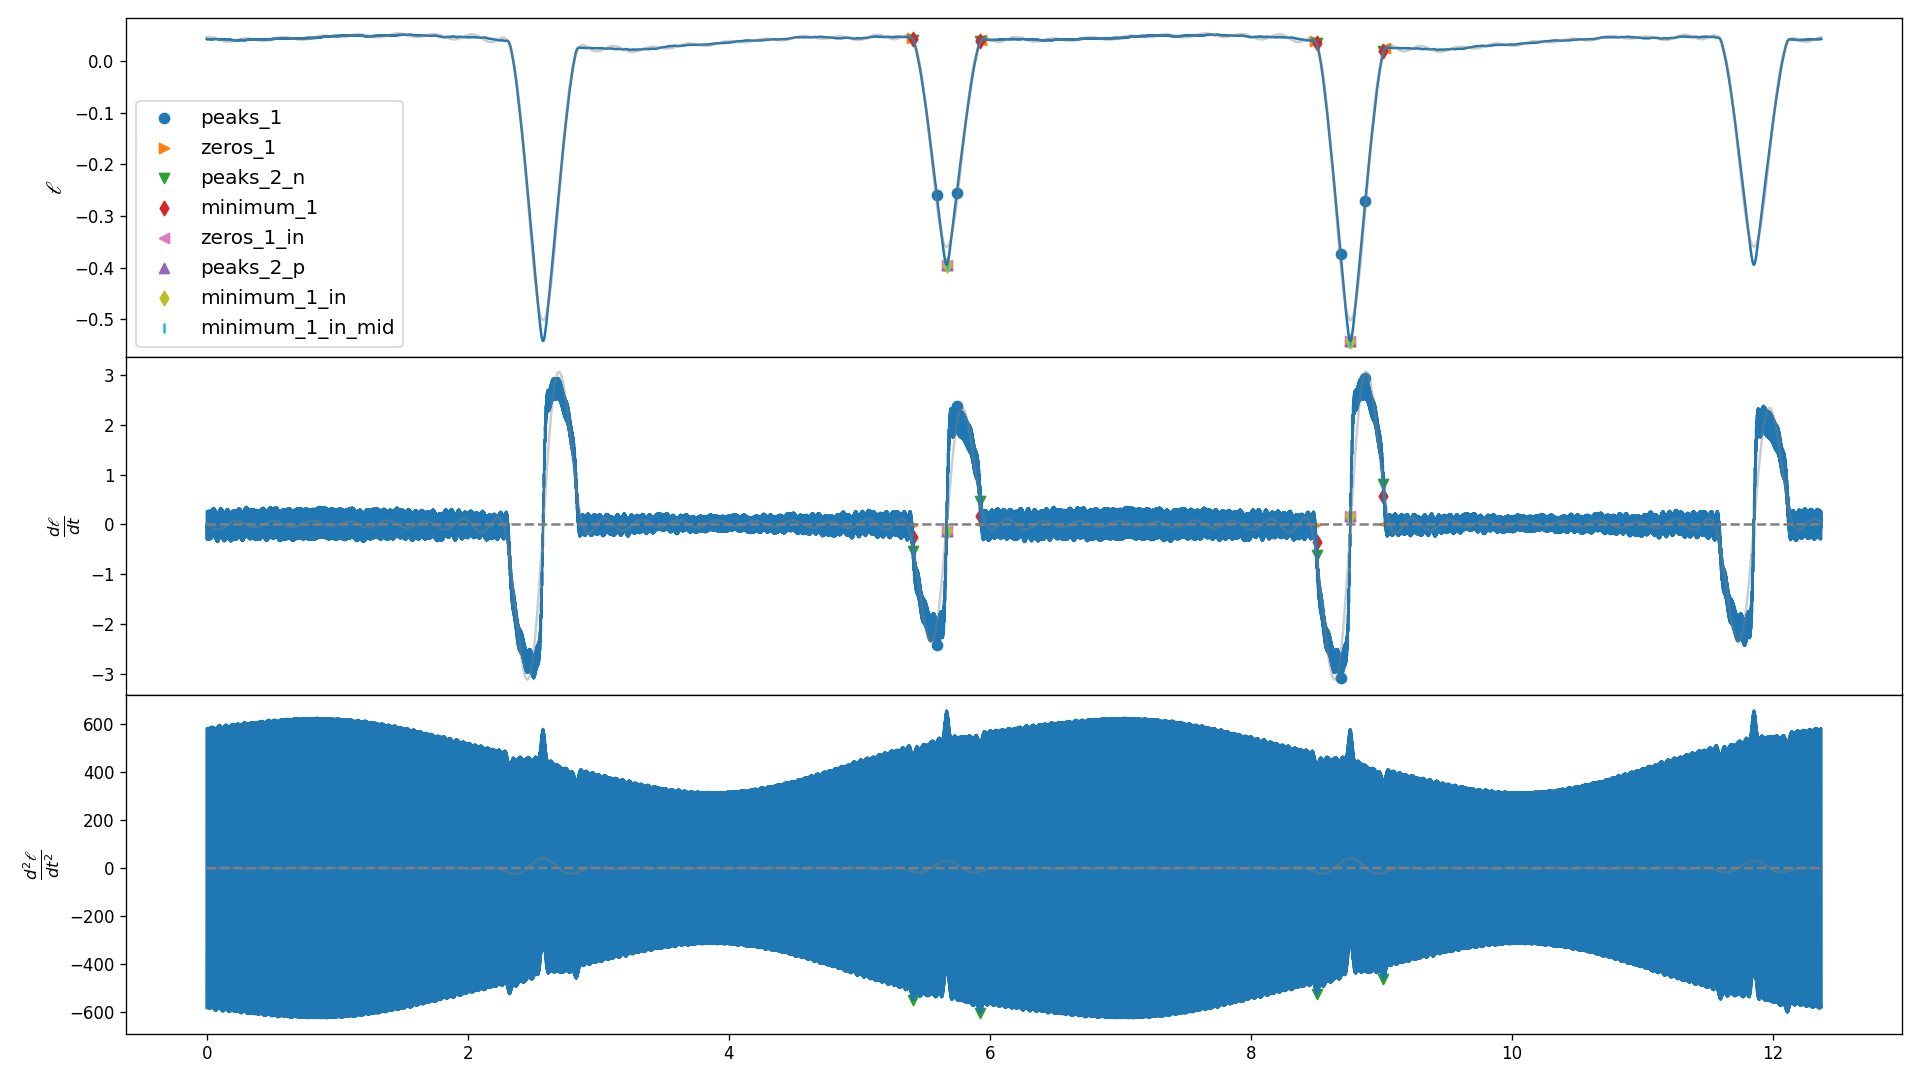 0.0
−0.1
−0.2
−0.3
−0.4
−0.5
ℓ
peaks_1
zeros_1
peaks_2_n
minimum_1
zeros_1_in
peaks_2_p
minimum_1_in
minimum_1_in_mid
3
2
1
0
−1
−2
−3
dℓ
dt
600
400
200
0
−200
−400
−600
d²ℓ
dt²
0 2 4 6 8 10 12